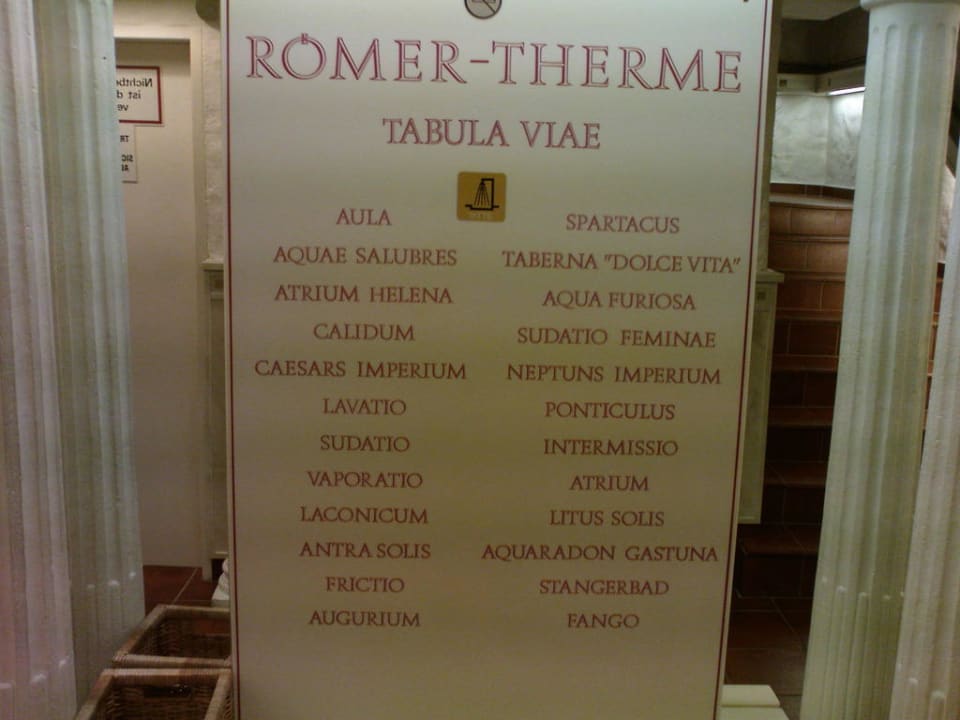 RÖMER-THERME
TABULA VIAE
AULA
AQUAE SALUBRES
ATRIUM HELENA
CALIDUM
CAESARS IMPERIUM
LAVATIO
SUDATIO
VAPORATIO
LACONICUM
ANTRA SOLIS
FRICTIO
AUGURIUM
SPARTACUS
TABERNA "DOLCE VITA"
AQUA FURIOSA
SUDATIO FEMINAE
NEPTUNS IMPERIUM
PONTICULUS
INTERMISSIO
ATRIUM
LITUS SOLIS
AQUARADON GASTUNA
STANGERBAD
FANGO